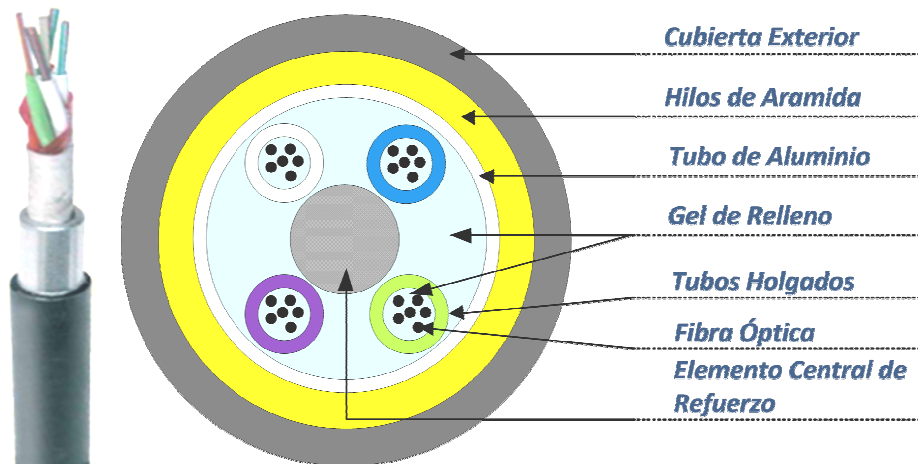 Cubierta Exterior
Hilos de Aramida
Tubo de Aluminio
Gel de Relleno
Tubos Holgados
Fibra Óptica
Elemento Central de
Refuerzo